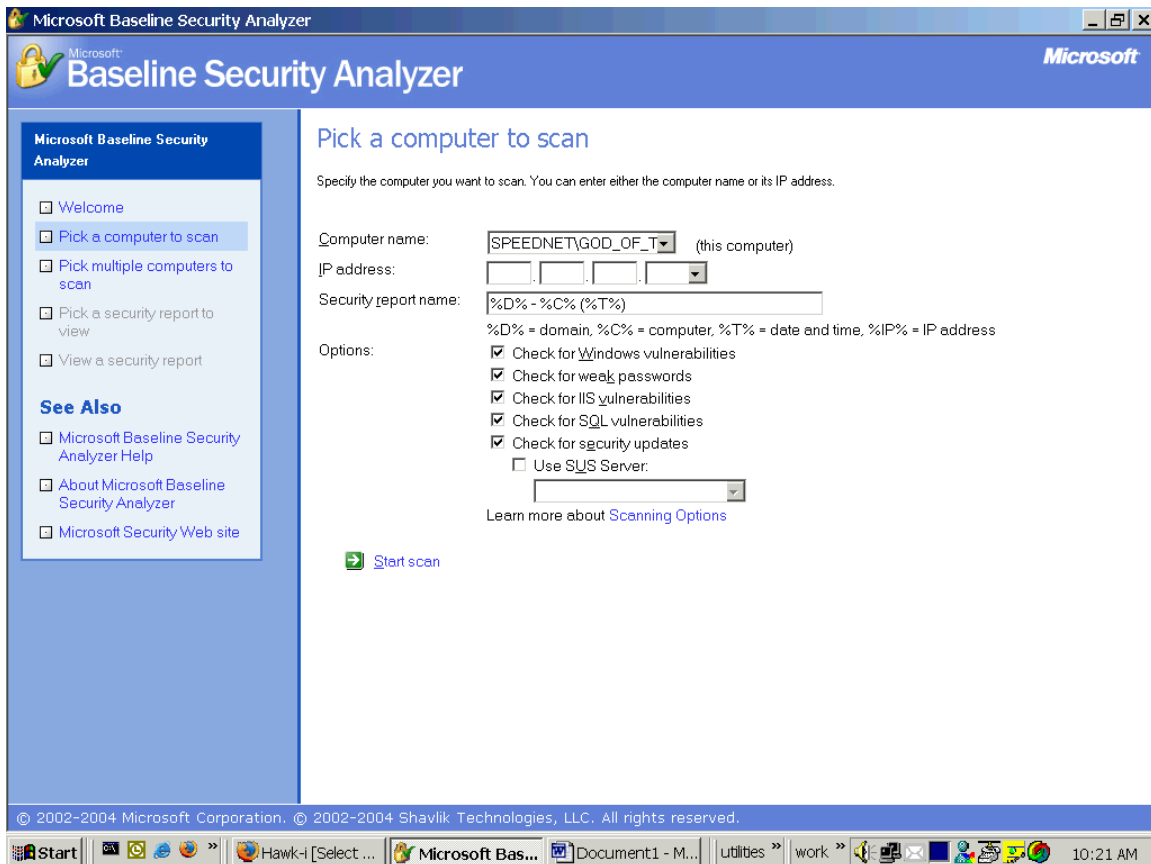 Microsoft Baseline Security Analyzer
Microsoft
Baseline Security Analyzer
Microsoft
Microsoft Baseline Security
Analyzer
Welcome
Pick a computer to scan
Pick multiple computers to
scan
Pick a security report to
view
View a security report
See Also
Microsoft Baseline Security
Analyzer Help
About Microsoft Baseline
Security Analyzer
Microsoft Security Web site
Pick a computer to scan
Specify the computer you want to scan. You can enter either the computer name or its IP address.
Computer name: SPEEDNET\GOD_OF_T (this computer)
IP address: . . .
Security report name: %D% - %C% (%T%)
%D% = domain, %C% = computer, %T% = date and time, %IP% = IP address
Options:
Check for Windows vulnerabilities
Check for weak passwords
Check for IIS vulnerabilities
Check for SQL vulnerabilities
Check for security updates
Use SUS Server:
Learn more about Scanning Options
Start scan
© 2002-2004 Microsoft Corporation. © 2002-2004 Shavlik Technologies, LLC. All rights reserved.
Start » Hawk-i [Select ... Microsoft Bas... Document1 - M... utilities » work » 10:21 AM